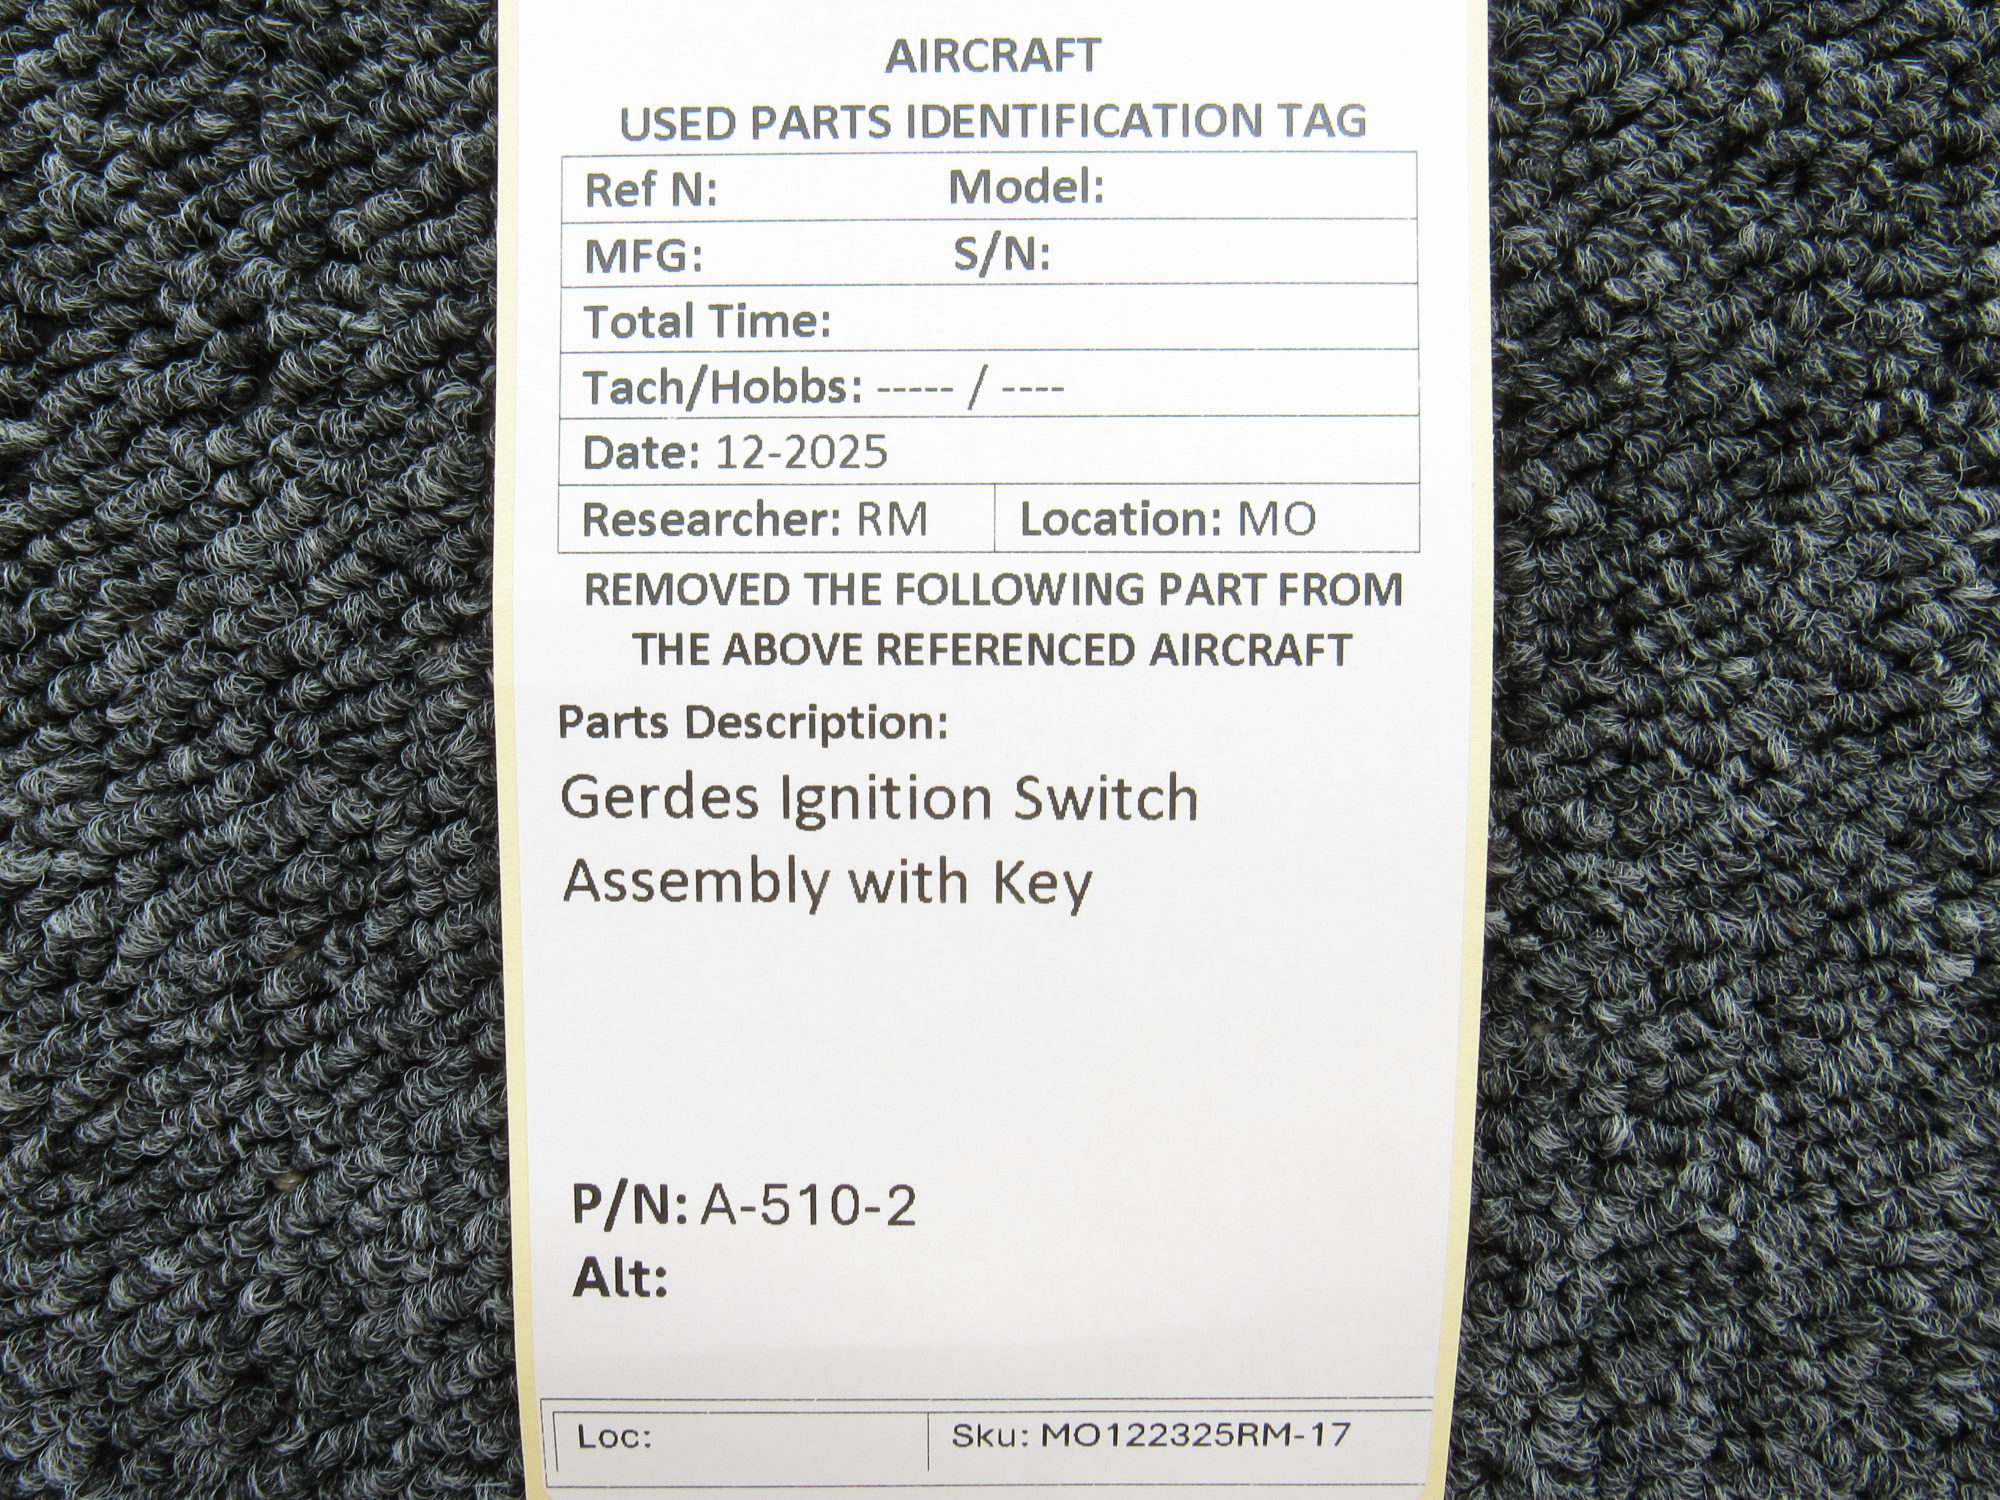 AIRCRAFT
USED PARTS IDENTIFICATION TAG
Ref N: Model:
MFG: S/N:
Total Time:
Tach/Hobbs: ----- / ----
Date: 12-2025
Researcher: RM Location: MO
REMOVED THE FOLLOWING PART FROM
THE ABOVE REFERENCED AIRCRAFT
Parts Description:
Gerdes Ignition Switch
Assembly with Key
P/N: A-510-2
Alt:
Loc: Sku: MO122325RM-17